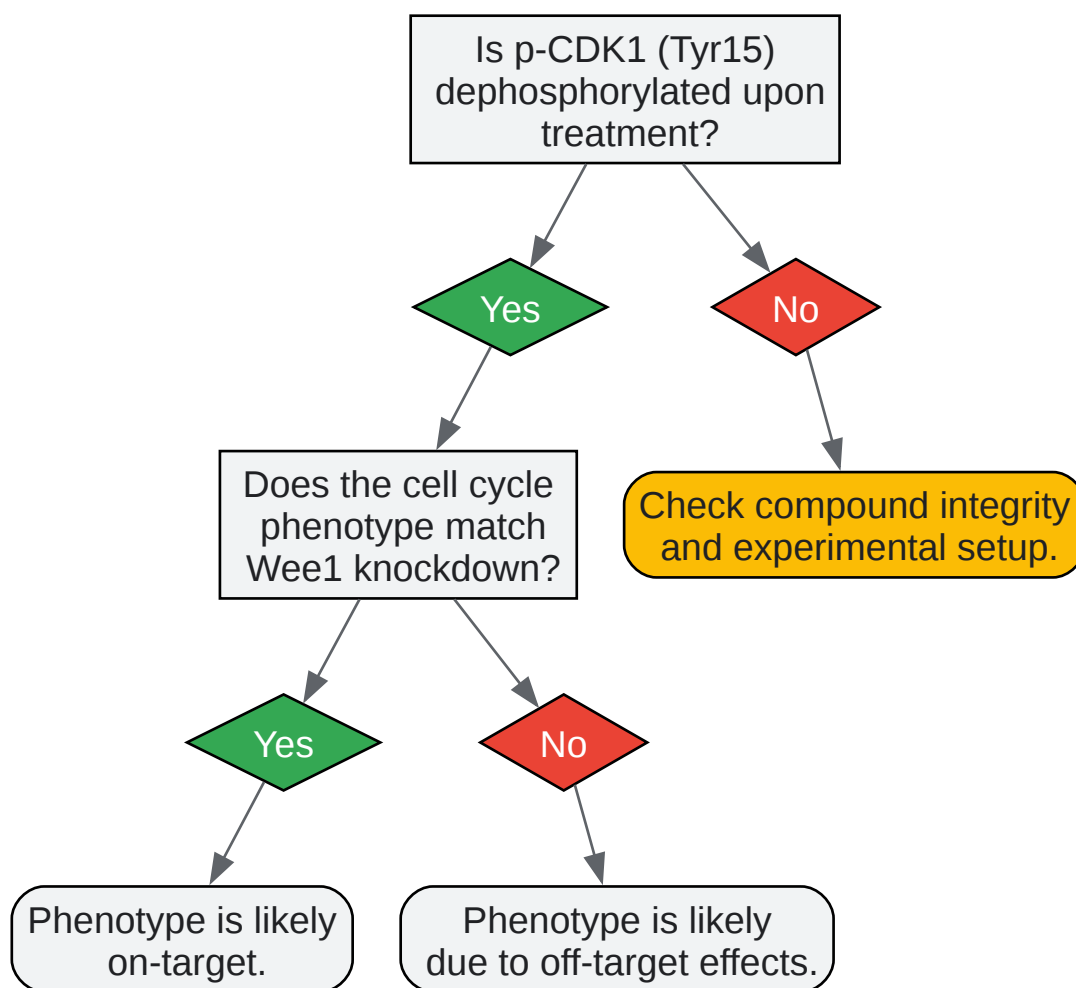 Is p-CDK1 (Tyr15)
dephosphorylated upon
treatment?
Yes
No
Does the cell cycle
phenotype match
Wee1 knockdown?
Check compound integrity
and experimental setup.
Yes
No
Phenotype is likely
on-target.
Phenotype is likely
due to off-target effects.